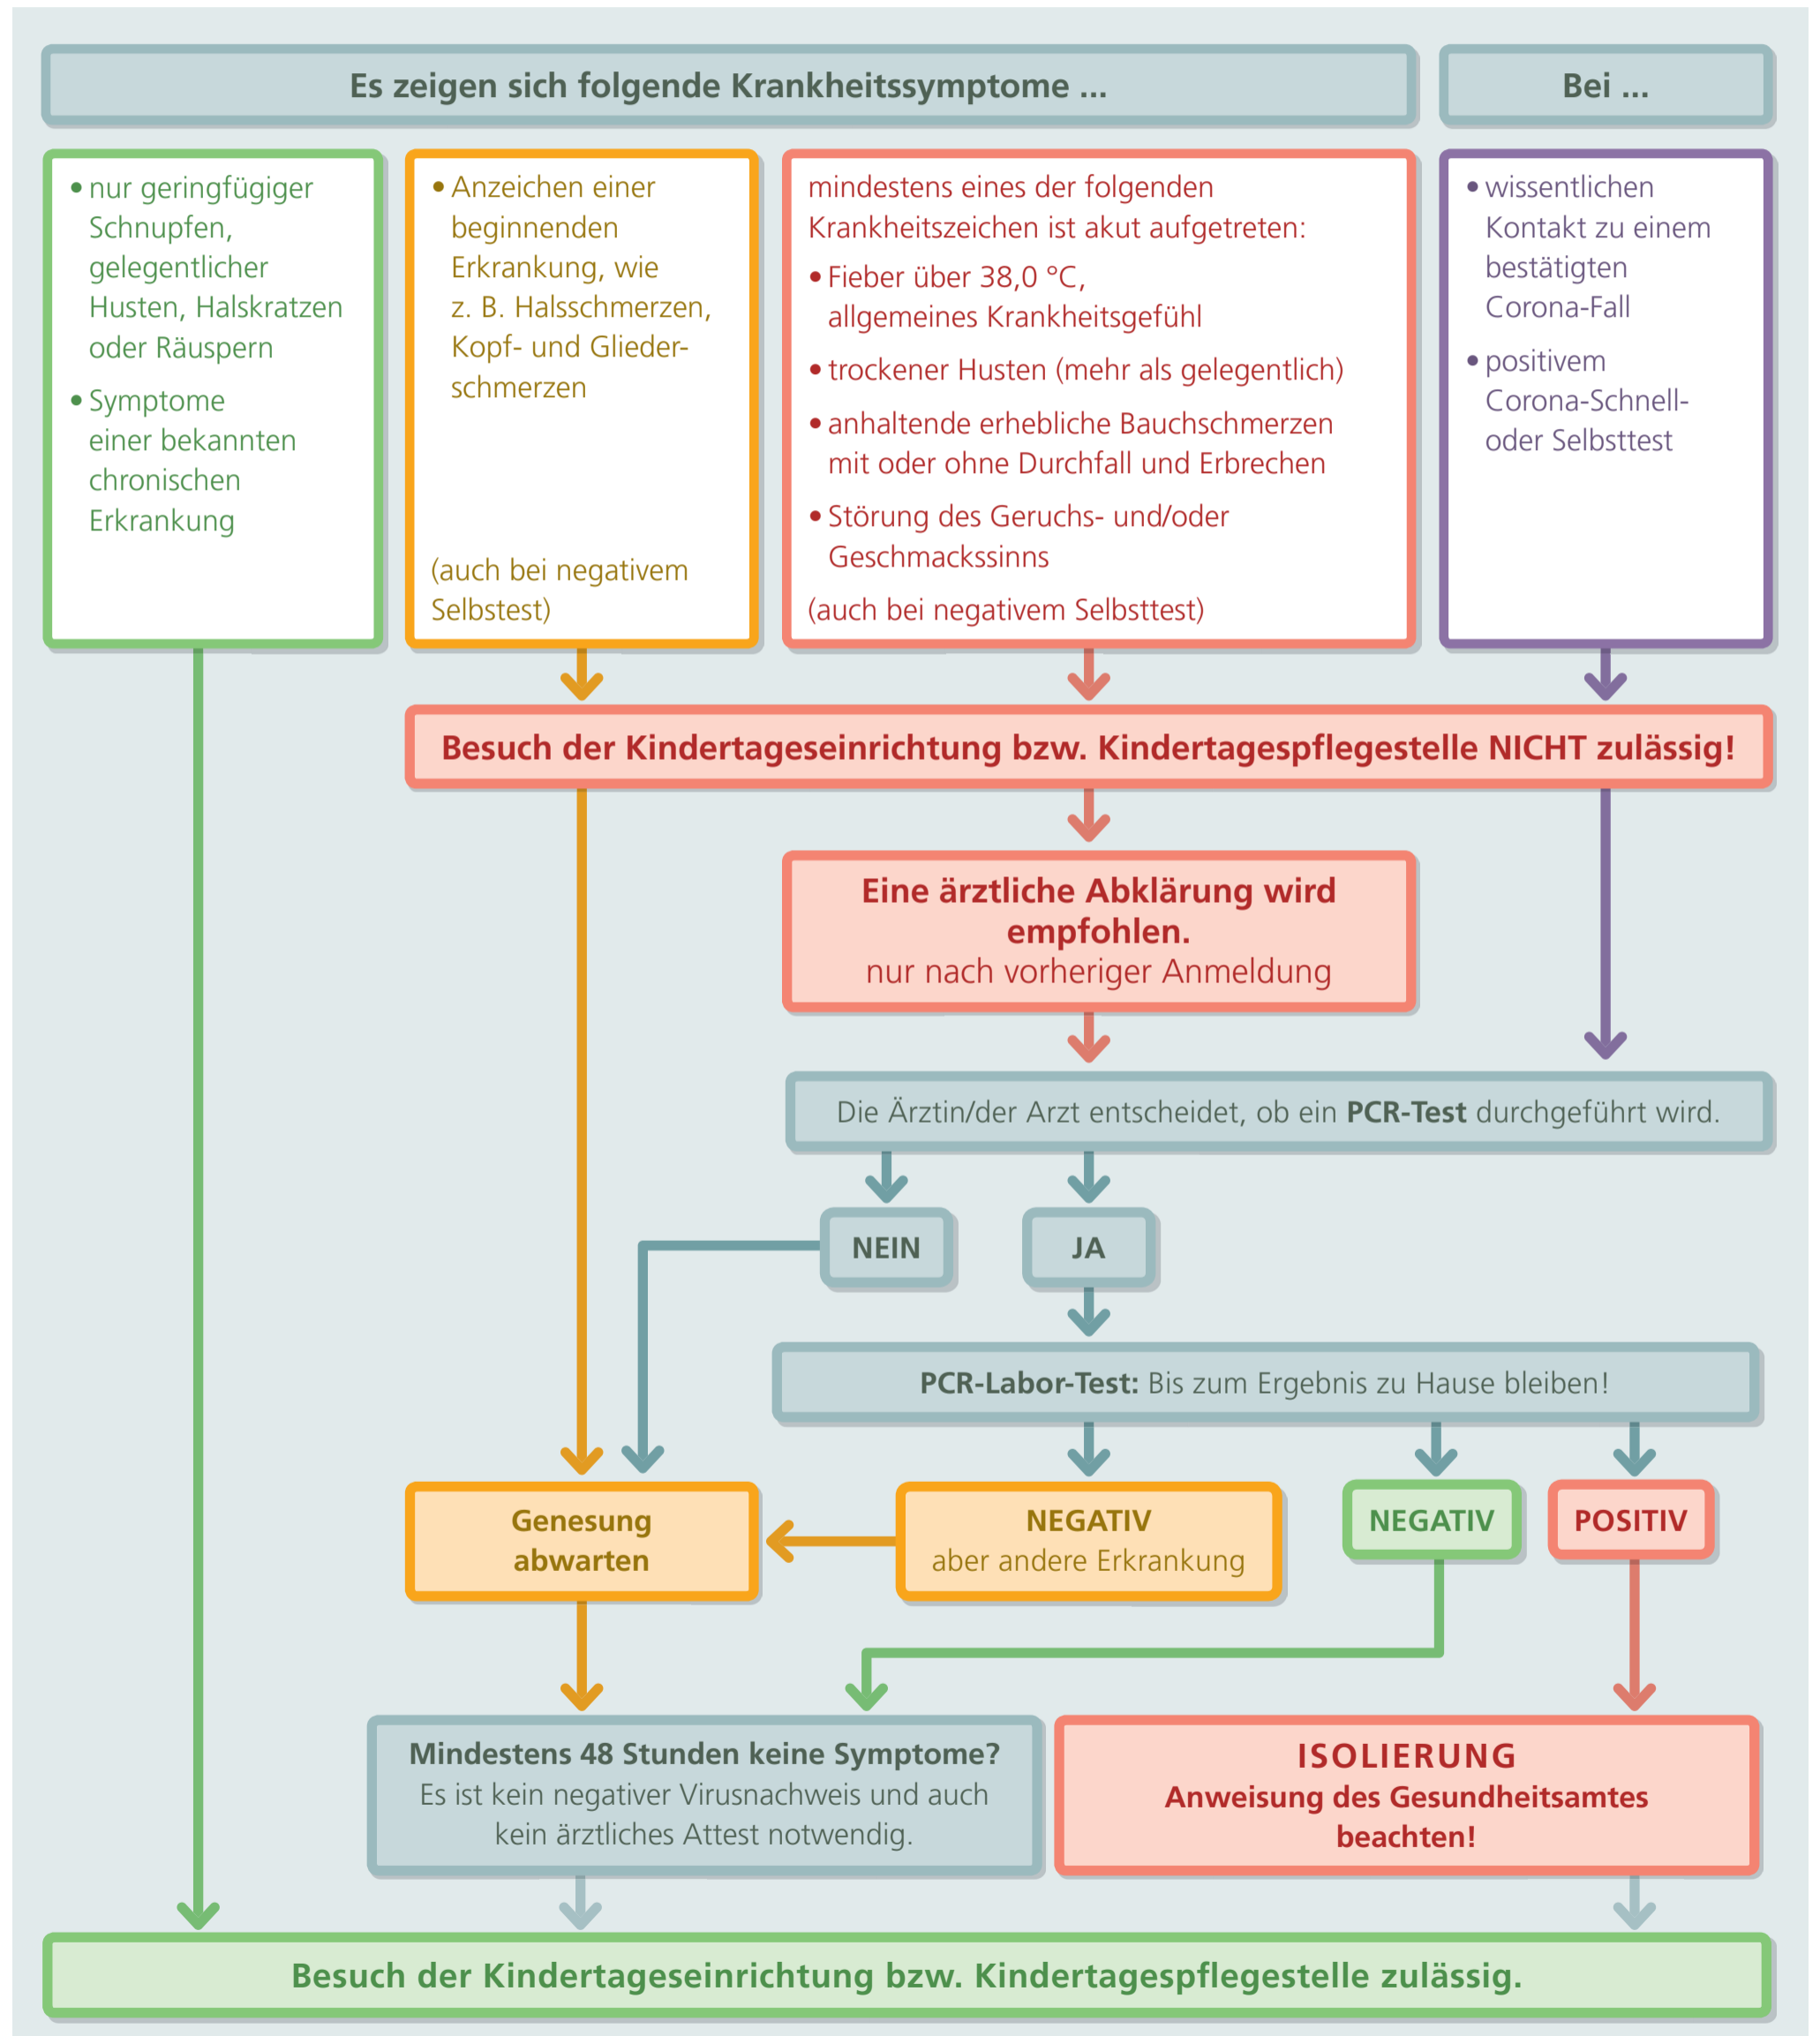 Es zeigen sich folgende Krankheitssymptome ...
Bei ...
• nur geringfügiger
Schnupfen,
gelegentlicher
Husten, Halskratzen
oder Räuspern
• Symptome
einer bekannten
chronischen
Erkrankung
• Anzeichen einer
beginnenden
Erkrankung, wie
z. B. Halsschmerzen,
Kopf- und Glieder-
schmerzen
(auch bei negativem
Selbstest)
mindestens eines der folgenden
Krankheitszeichen ist akut aufgetreten:
• Fieber über 38,0 °C,
allgemeines Krankheitsgefühl
• trockener Husten (mehr als gelegentlich)
• anhaltende erhebliche Bauchschmerzen
mit oder ohne Durchfall und Erbrechen
• Störung des Geruchs- und/oder
Geschmackssinns
(auch bei negativem Selbsttest)
• wissentlichen
Kontakt zu einem
bestätigten
Corona-Fall
• positivem
Corona-Schnell-
oder Selbsttest
Besuch der Kindertageseinrichtung bzw. Kindertagespflegestelle NICHT zulässig!
Eine ärztliche Abklärung wird
empfohlen.
nur nach vorheriger Anmeldung
Die Ärztin/der Arzt entscheidet, ob ein PCR-Test durchgeführt wird.
NEIN
JA
PCR-Labor-Test: Bis zum Ergebnis zu Hause bleiben!
Genesung
abwarten
NEGATIV
aber andere Erkrankung
NEGATIV
POSITIV
Mindestens 48 Stunden keine Symptome?
Es ist kein negativer Virusnachweis und auch
kein ärztliches Attest notwendig.
ISOLIERUNG
Anweisung des Gesundheitsamtes
beachten!
Besuch der Kindertageseinrichtung bzw. Kindertagespflegestelle zulässig.